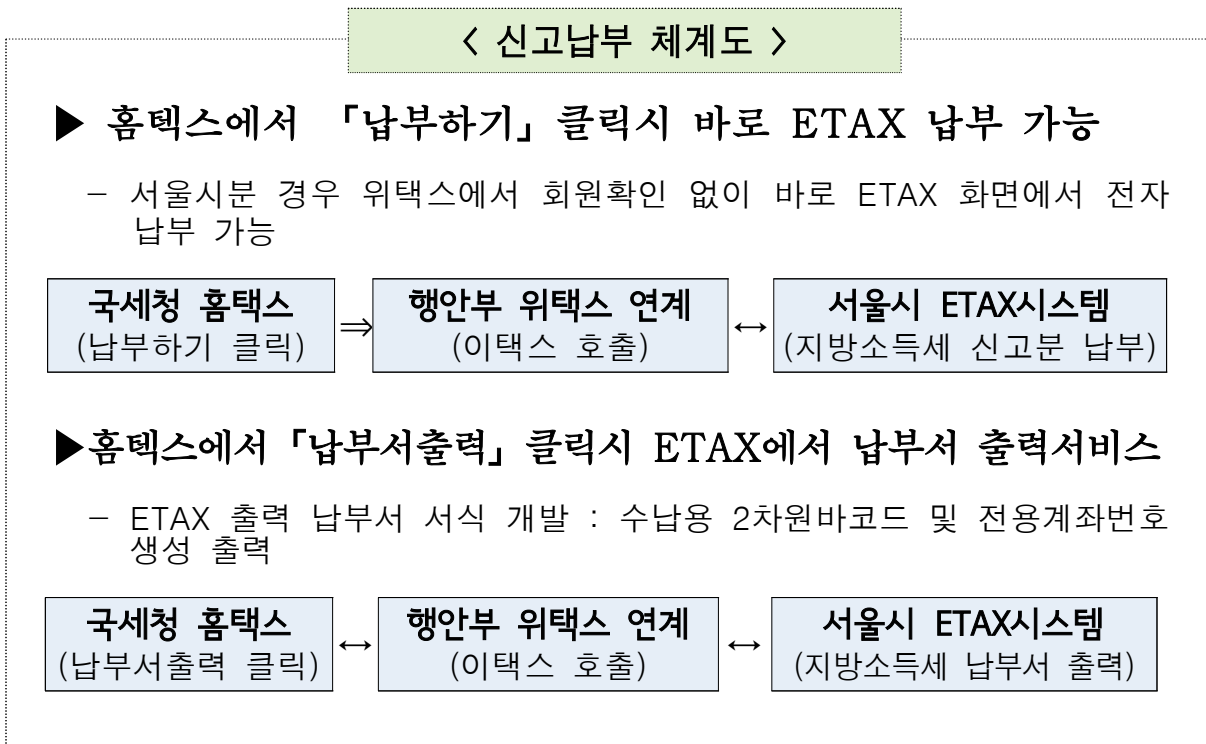 < 신고납부 체계도 >
▶ 홈텍스에서 「납부하기」 클릭시 바로 ETAX 납부 가능
- 서울시분 경우 위택스에서 회원확인 없이 바로 ETAX 화면에서 전자
납부 가능
국세청 홈택스 행안부 위택스 연계 서울시 ETAX시스템
(납부하기 클릭) ⇒ (이택스 호출) ↔ (지방소득세 신고분 납부)
▶홈텍스에서 「납부서출력」 클릭시 ETAX에서 납부서 출력서비스
- ETAX 출력 납부서 서식 개발 : 수납용 2차원바코드 및 전용계좌번호
생성 출력
국세청 홈택스 행안부 위택스 연계 서울시 ETAX시스템
(납부서출력 클릭) ↔ (이택스 호출) ↔ (지방소득세 납부서 출력)